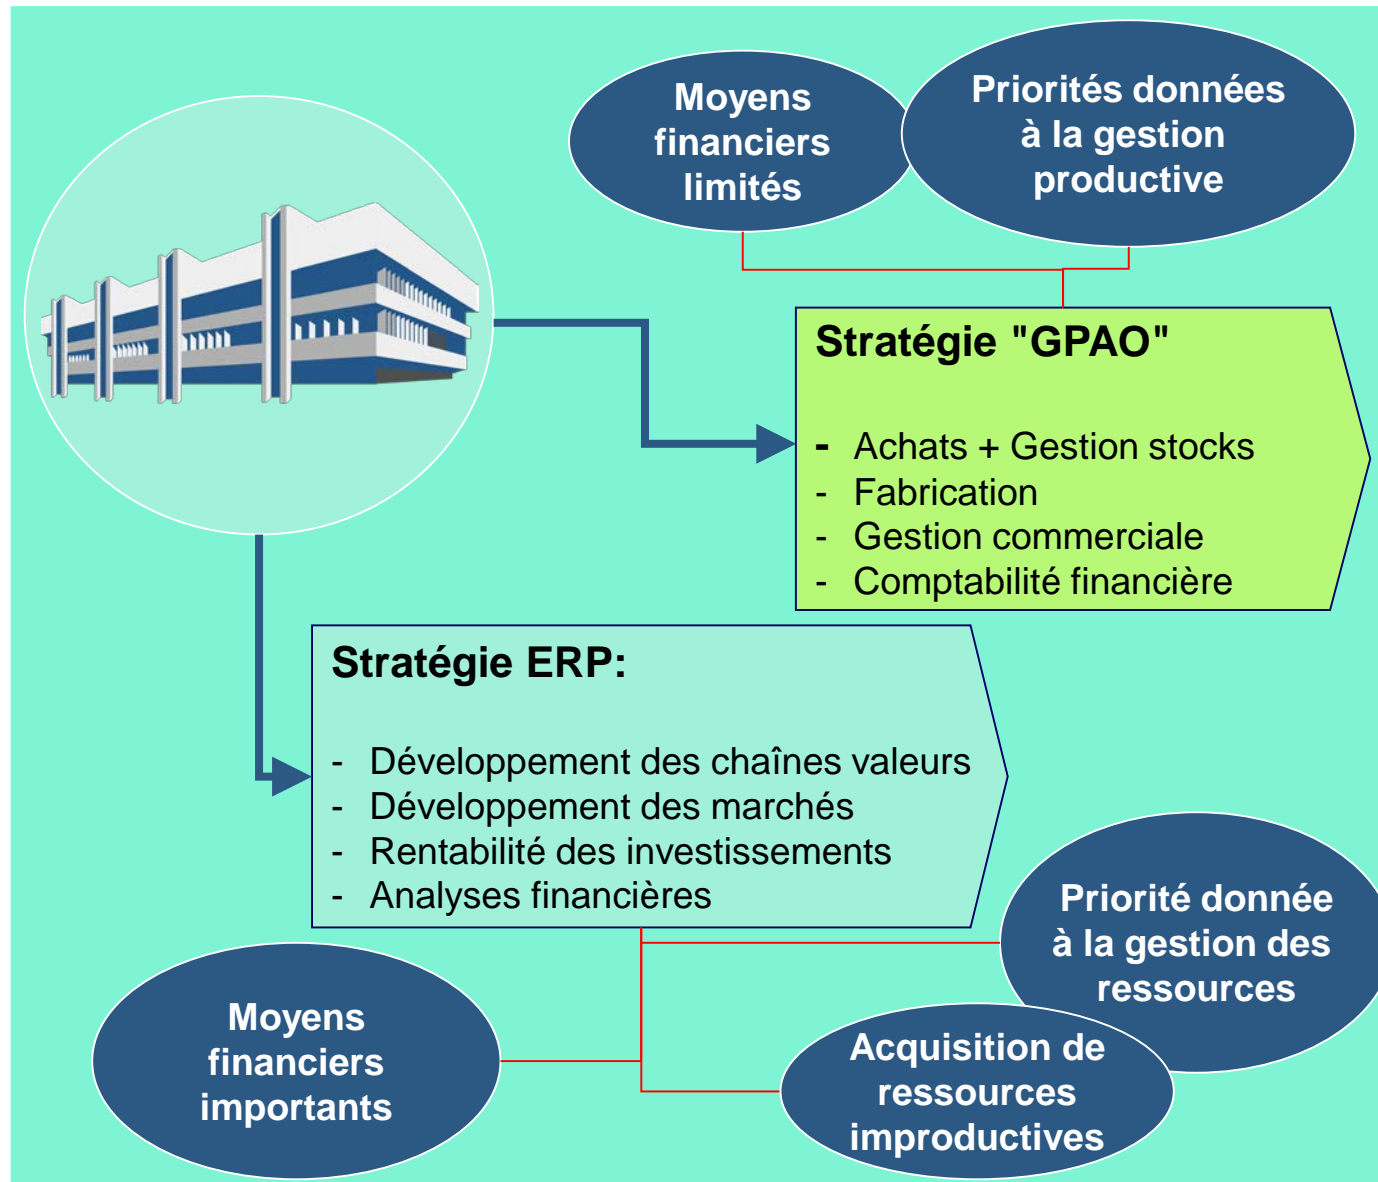 Moyens
financiers
limités
Priorités données
à la gestion
productive
Stratégie "GPAO"
- Achats + Gestion stocks
- Fabrication
- Gestion commerciale
- Comptabilité financière
Stratégie ERP:
- Développement des chaînes valeurs
- Développement des marchés
- Rentabilité des investissements
- Analyses financières
Priorité donnée
à la gestion des
ressources
Moyens
financiers
importants
Acquisition de
ressources
improductives